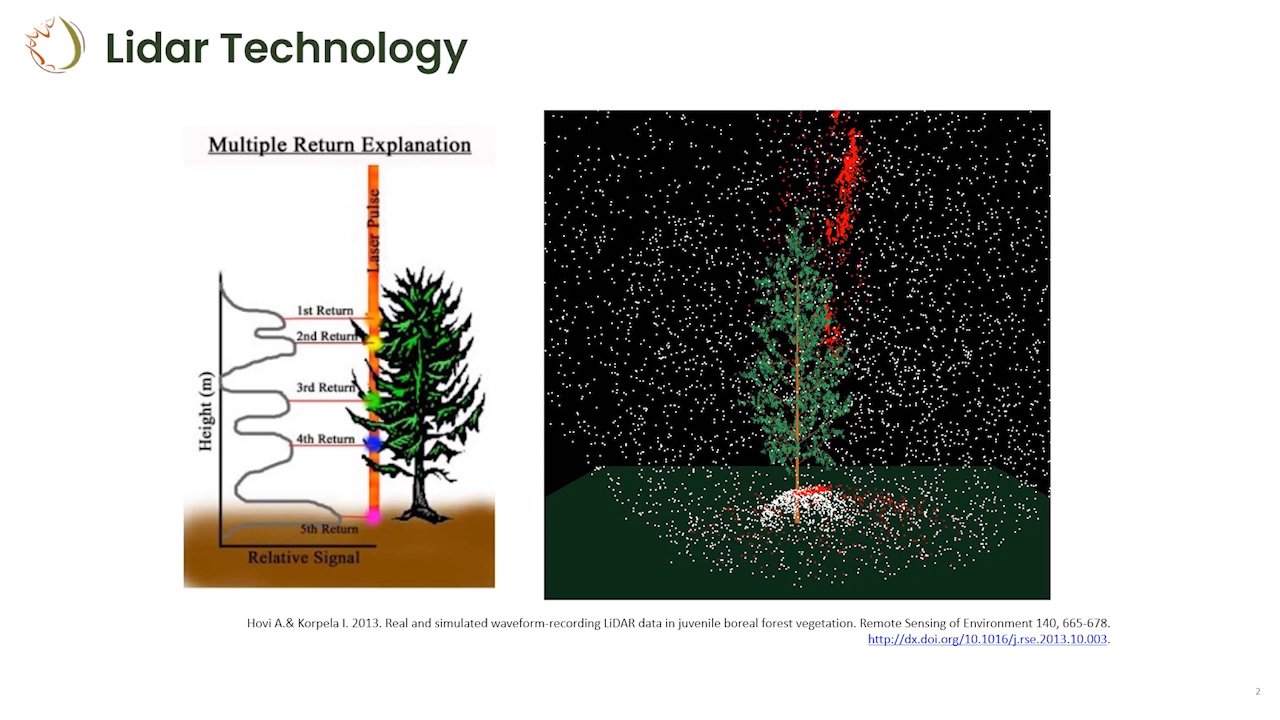 Lidar Technology
Multiple Return Explanation
Laser Pulse
1st Return
2nd Return
3rd Return
4th Return
5th Return
Height (m)
Relative Signal
Hovi A.& Korpela I. 2013. Real and simulated waveform-recording LiDAR data in juvenile boreal forest vegetation. Remote Sensing of Environment 140, 665-678.
http://dx.doi.org/10.1016/j.rse.2013.10.003.
2